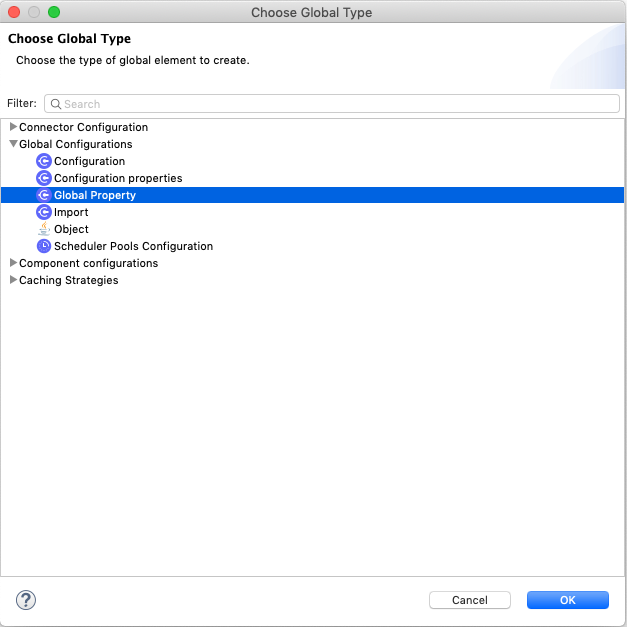 Choose Global Type
Choose Global Type
Choose the type of global element to create.
Filter: Search
Connector Configuration
Global Configurations
Configuration
Configuration properties
Global Property
Import
Object
Scheduler Pools Configuration
Component configurations
Caching Strategies
? Cancel OK